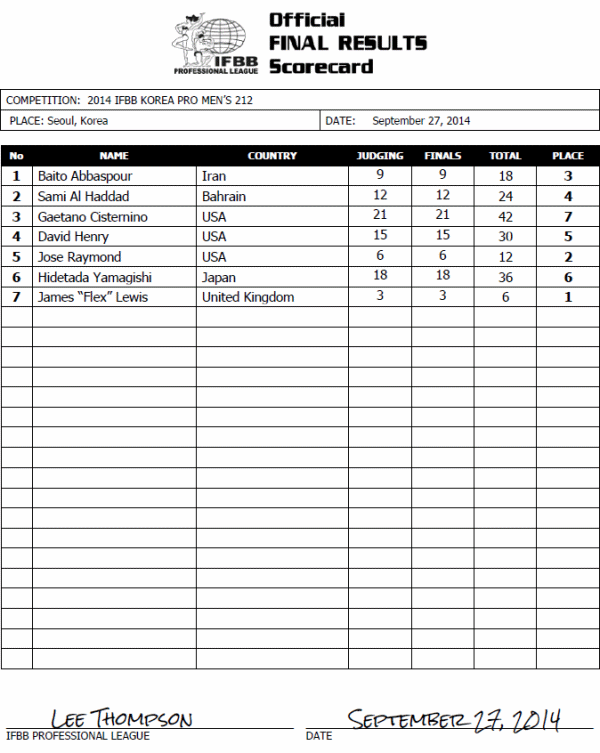 IFBB
PROFESSIONAL LEAGUE
Official
FINAL RESULTS
Scorecard
COMPETITION: 2014 IFBB KOREA PRO MEN'S 212
PLACE: Seoul, Korea DATE: September 27, 2014
No NAME COUNTRY JUDGING FINALS TOTAL PLACE
1 Baito Abbaspour Iran 9 9 18 3
2 Sami Al Haddad Bahrain 12 12 24 4
3 Gaetano Cisternino USA 21 21 42 7
4 David Henry USA 15 15 30 5
5 Jose Raymond USA 6 6 12 2
6 Hidetada Yamagishi Japan 18 18 36 6
7 James “Flex” Lewis United Kingdom 3 3 6 1
LEE THOMPSON SEPTEMBER 27, 2014
IFBB PROFESSIONAL LEAGUE DATE